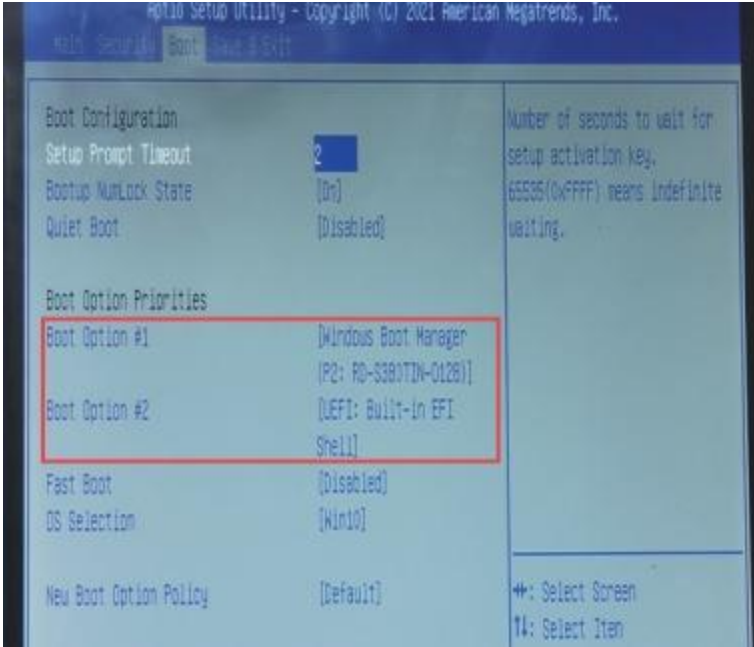 Aptio Setup Utility - Copyright (C) 2021 American Megatrends, Inc.
Main Security Boot Save & Exit
Boot Configuration
Setup Prompt Timeout 2
Bootup NumLock State [On]
Quiet Boot [Disabled]
Boot Option Priorities
Boot Option #1 [Windows Boot Manager
(P2: RD-S380TIN-0128)]
Boot Option #2 [UEFI: Built-in EFI
Shell]
Fast Boot [Disabled]
OS Selection [Win10]
New Boot Option Policy [Default]
Number of seconds to wait for
setup activation key.
65535(0xFFFF) means indefinite
waiting.
: Select Screen
↑↓: Select Item